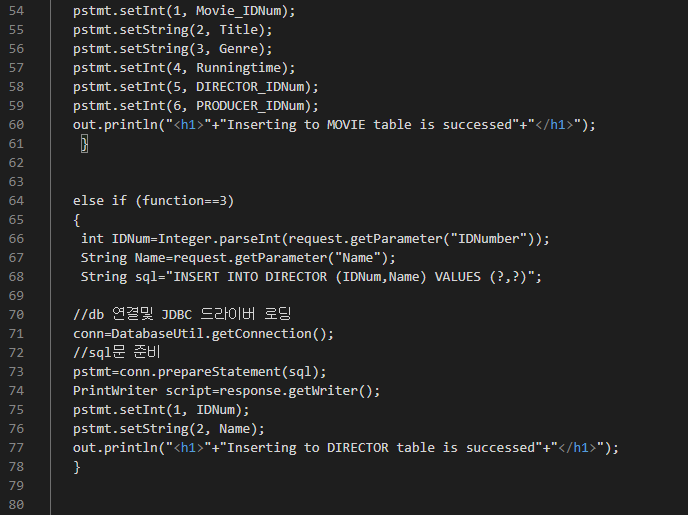 54 pstmt.setInt(1, Movie_IDNum);
55 pstmt.setString(2, Title);
56 pstmt.setString(3, Genre);
57 pstmt.setInt(4, Runningtime);
58 pstmt.setInt(5, DIRECTOR_IDNum);
59 pstmt.setInt(6, PRODUCER_IDNum);
60 out.println("<h1>"+"Inserting to MOVIE table is successed"+"</h1>");
61 }
62
63
64 else if (function==3)
65 {
66 int IDNum=Integer.parseInt(request.getParameter("IDNumber"));
67 String Name=request.getParameter("Name");
68 String sql="INSERT INTO DIRECTOR (IDNum,Name) VALUES (?,?)";
69
70 //db 연결및 JDBC 드라이버 로딩
71 conn=DatabaseUtil.getConnection();
72 //sql문 준비
73 pstmt=conn.prepareStatement(sql);
74 PrintWriter script=response.getWriter();
75 pstmt.setInt(1, IDNum);
76 pstmt.setString(2, Name);
77 out.println("<h1>"+"Inserting to DIRECTOR table is successed"+"</h1>");
78 }
79
80